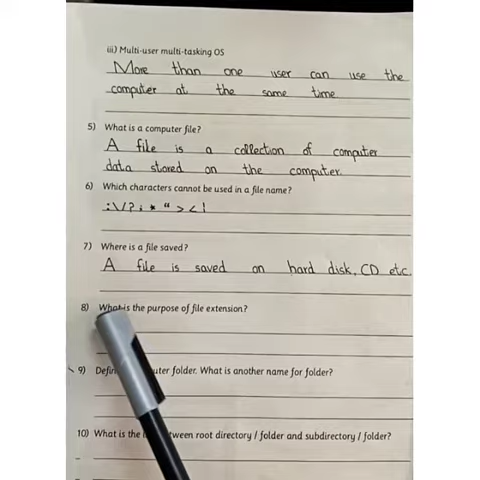 iii) Multi-user multi-tasking OS
More than one user can use the
computer at the same time
5) What is a computer file?
A file is a collection of computer
data stored on the computer.
6) Which characters cannot be used in a file name?
: \ / ? ; * " > < |
7) Where is a file saved?
A file is saved on hard disk, CD etc.
8) What is the purpose of file extension?
9) folder. What is another name for folder?
10) What is the between root directory / folder and subdirectory / folder?